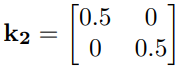 k₂ = [0.5 0
0 0.5]